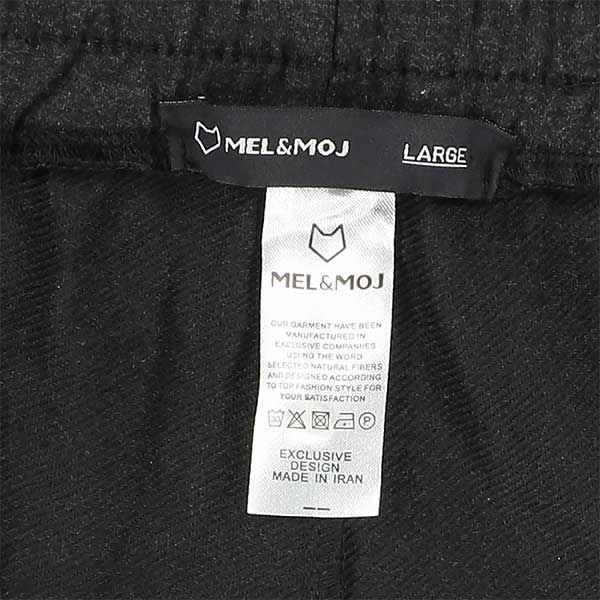 MEL&MOJ LARGE
MEL&MOJ
OUR GARMENT HAVE BEEN
MANUFACTURED IN
EXCLUSIVE COMPANIES
USING THE WORD
SELECTED NATURAL FIBERS
AND DESIGNED ACCORDING
TO TOP FASHION STYLE FOR
YOUR SATISFACTION
30 P
EXCLUSIVE
DESIGN
MADE IN IRAN